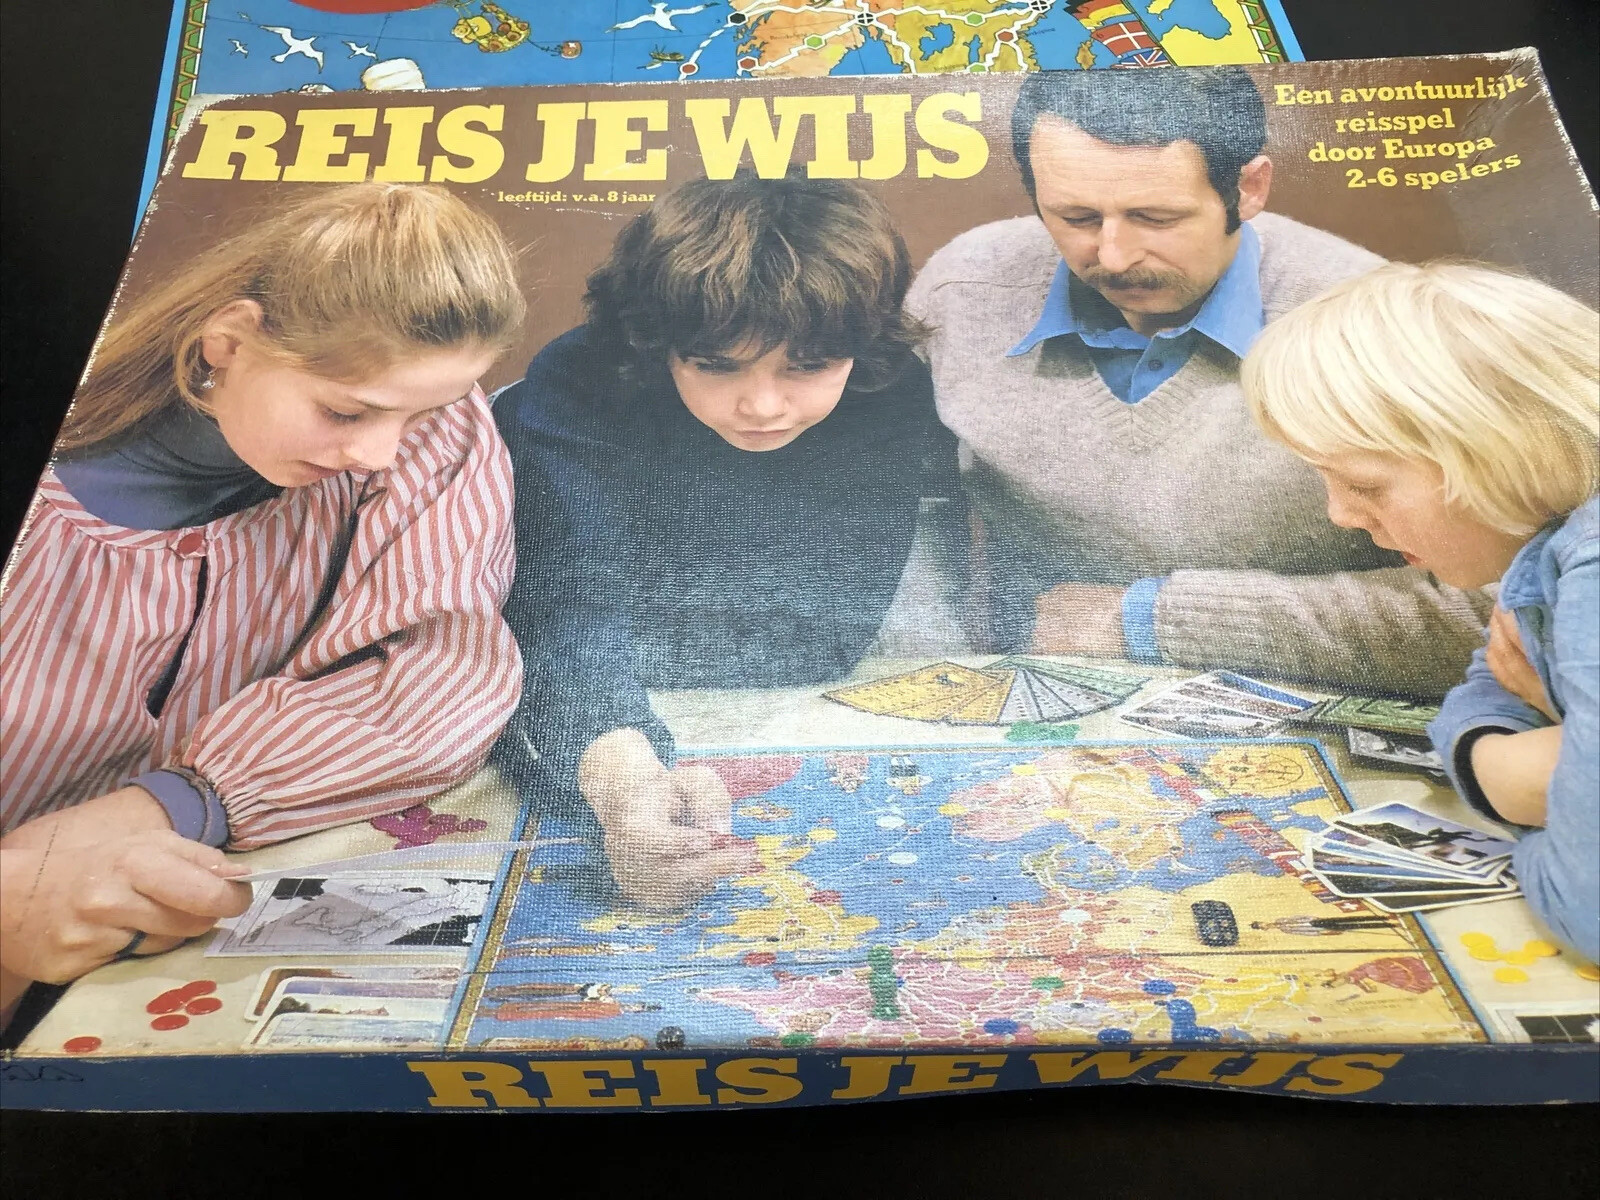 REIS JE WIJS
leeftijd: v.a. 8 jaar
Een avontuurlijk
reisspel
door Europa
2-6 spelers
REIS JE WIJS